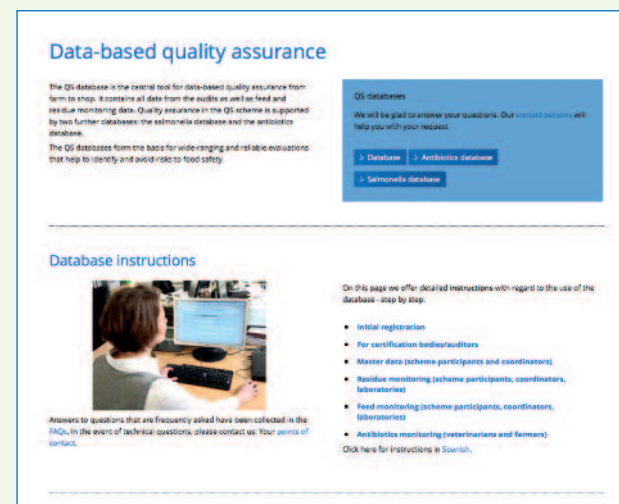 Data-based quality assurance
The QS database is the central tool for data-based quality assurance from
farm to shop. It contains all data from the audits as well as feed and
residue monitoring data. Quality assurance in the QS scheme is supported
by two further databases: the salmonella database and the antibiotics
database.
The QS databases form the basis for wide-ranging and reliable evaluations
that help to identify and avoid risks to food safety.
QS databases
We will be glad to answer your questions. Our contact persons will
help you with your request.
> Database > Antibiotics database
> Salmonella database
Database instructions
Answers to questions that are frequently asked have been collected in the
FAQs. In the event of technical questions, please contact us: Your points of
contact.
On this page we offer detailed instructions with regard to the use of the
database - step by step.
• Initial registration
• For certification bodies/auditors
• Master data (scheme participants and coordinators)
• Residue monitoring (scheme participants, coordinators,
laboratories)
• Feed monitoring (scheme participants, coordinators,
laboratories)
• Antibiotics monitoring (veterinarians and farmers)
Click here for instructions in Spanish.